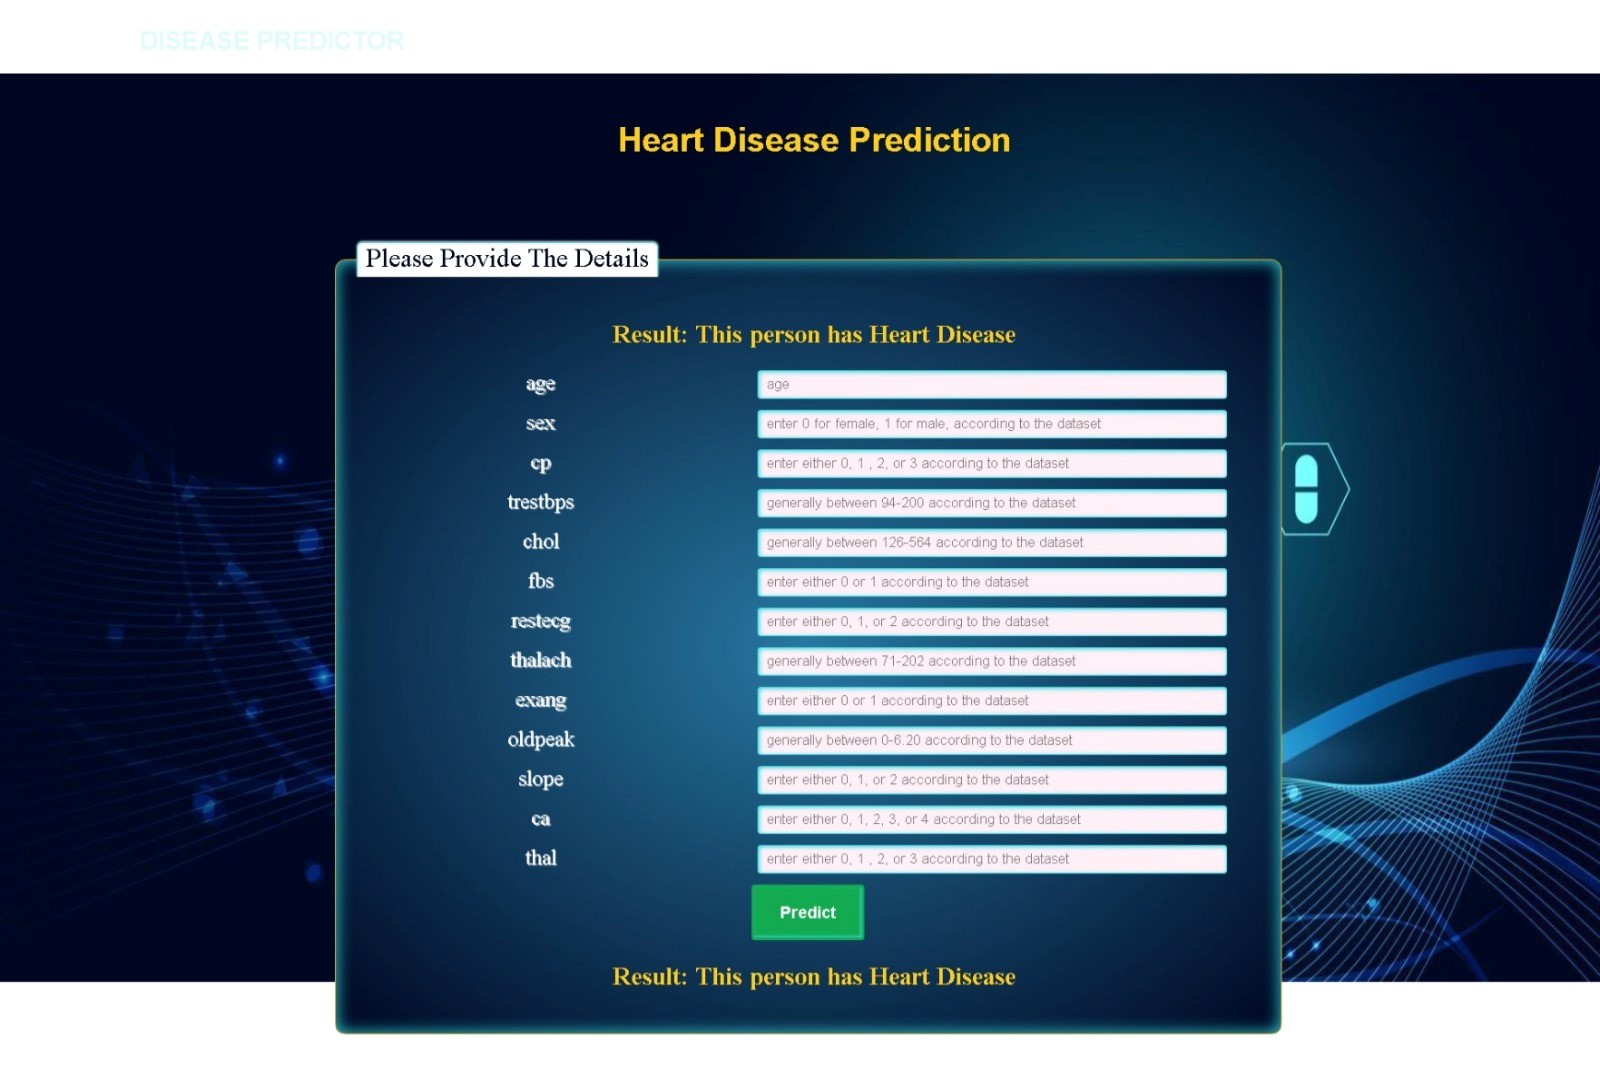 DISEASE PREDICTOR
Heart Disease Prediction
Please Provide The Details
Result: This person has Heart Disease
age age
sex enter 0 for female, 1 for male, according to the dataset
cp enter either 0, 1 , 2, or 3 according to the dataset
trestbps generally between 94-200 according to the dataset
chol generally between 126-564 according to the dataset
fbs enter either 0 or 1 according to the dataset
restecg enter either 0, 1, or 2 according to the dataset
thalach generally between 71-202 according to the dataset
exang enter either 0 or 1 according to the dataset
oldpeak generally between 0-6.20 according to the dataset
slope enter either 0, 1, or 2 according to the dataset
ca enter either 0, 1, 2, 3, or 4 according to the dataset
thal enter either 0, 1 , 2, or 3 according to the dataset
Predict
Result: This person has Heart Disease